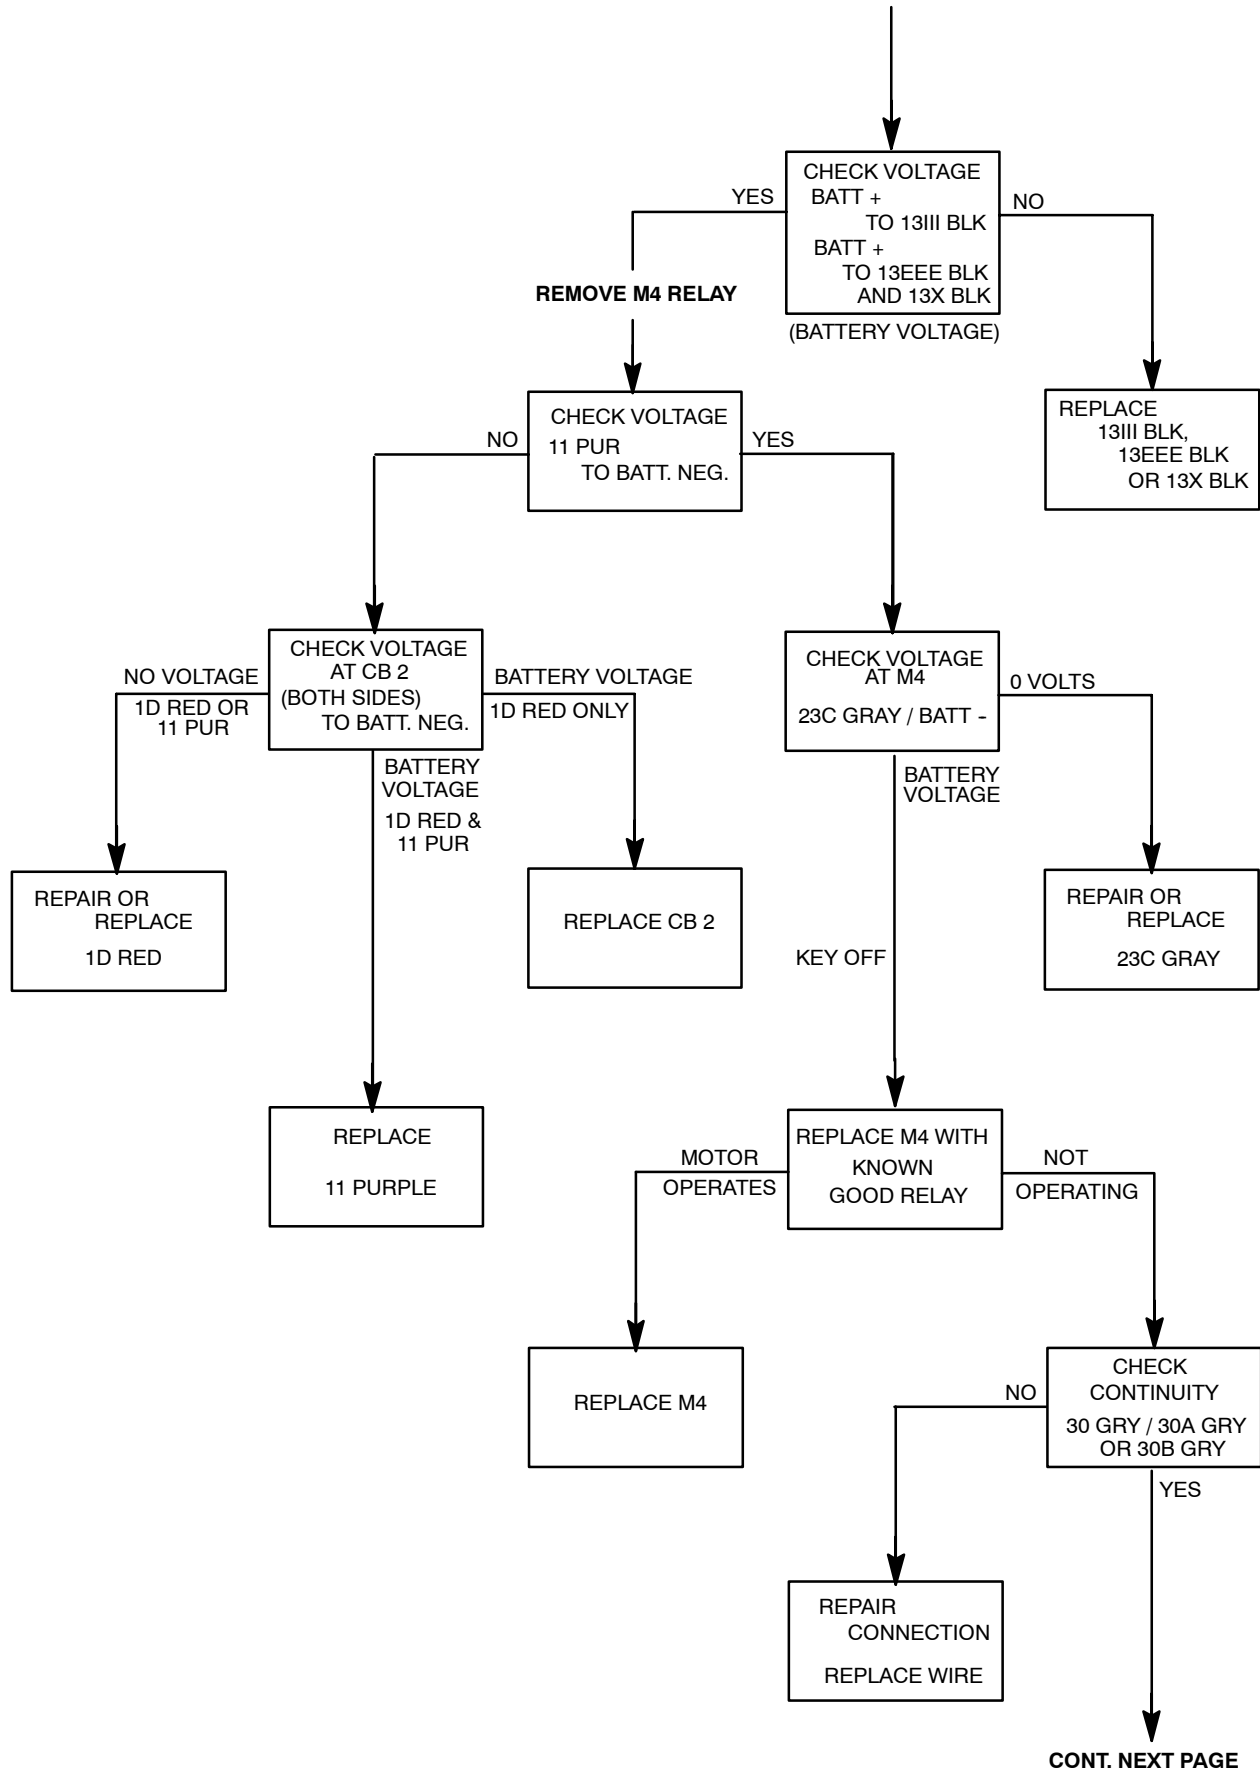 CHECK VOLTAGE
BATT +
TO 13III BLK
BATT +
TO 13EEE BLK
AND 13X BLK
(BATTERY VOLTAGE)
YES
NO
REMOVE M4 RELAY
REPLACE
13III BLK,
13EEE BLK
OR 13X BLK
CHECK VOLTAGE
11 PUR
TO BATT. NEG.
NO
YES
CHECK VOLTAGE
AT CB 2
(BOTH SIDES)
TO BATT. NEG.
NO VOLTAGE
1D RED OR
11 PUR
BATTERY VOLTAGE
1D RED ONLY
BATTERY
VOLTAGE
1D RED &
11 PUR
CHECK VOLTAGE
AT M4
23C GRAY / BATT -
0 VOLTS
BATTERY
VOLTAGE
KEY OFF
REPAIR OR
REPLACE
1D RED
REPLACE CB 2
REPAIR OR
REPLACE
23C GRAY
REPLACE
11 PURPLE
REPLACE M4 WITH
KNOWN
GOOD RELAY
MOTOR
OPERATES
NOT
OPERATING
REPLACE M4
CHECK
CONTINUITY
30 GRY / 30A GRY
OR 30B GRY
NO
YES
REPAIR
CONNECTION
REPLACE WIRE
CONT. NEXT PAGE